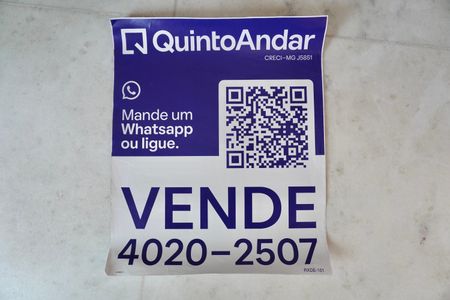 QuintoAndar
CRECI-MG J5851
Mande um
Whatsapp
ou ligue.
VENDE
4020-2507